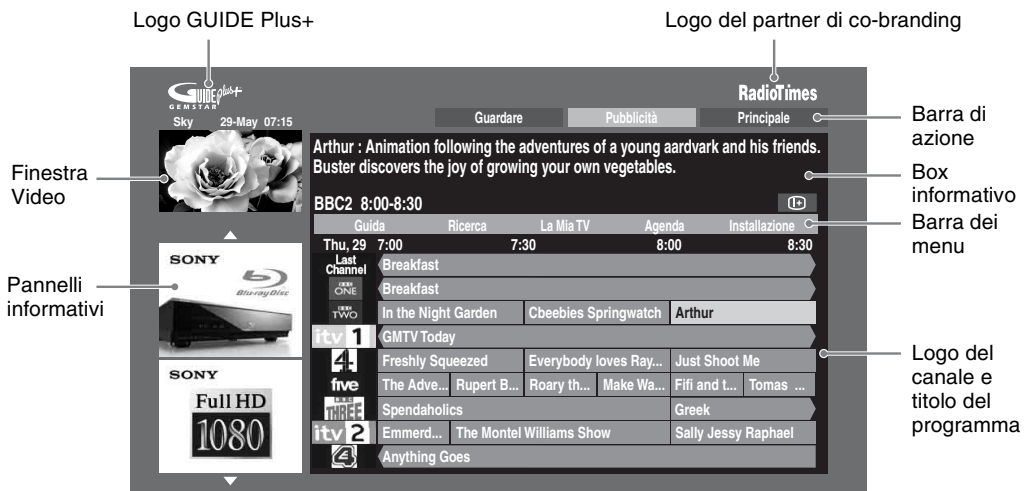 Logo GUIDE Plus+
Logo del partner di co-branding
GUIDE plus+
GEMSTAR
RadioTimes
Sky 29-May 07:15
Guardare Pubblicità Principale
Barra di
azione
Arthur : Animation following the adventures of a young aardvark and his friends.
Buster discovers the joy of growing your own vegetables.
Finestra
Video
Box
informativo
BBC2 8:00-8:30
Guida Ricerca La Mia TV Agenda Installazione
Barra dei
menu
Thu, 29 7:00 7:30 8:00 8:30
Last
Channel
Breakfast
BBC
ONE
Breakfast
BBC
TWO
In the Night Garden Cbeebies Springwatch Arthur
itv 1 GMTV Today
4 Freshly Squeezed Everybody loves Ray... Just Shoot Me
five The Adve... Rupert B... Roary th... Make Wa... Fifi and t... Tomas ...
BBC
THREE
Spendaholics Greek
itv 2 Emmerd... The Montel Williams Show Sally Jessy Raphael
4 Anything Goes
Pannelli
informativi
SONY
Blu-ray Disc
SONY
Full HD
1080
Logo del
canale e
titolo del
programma